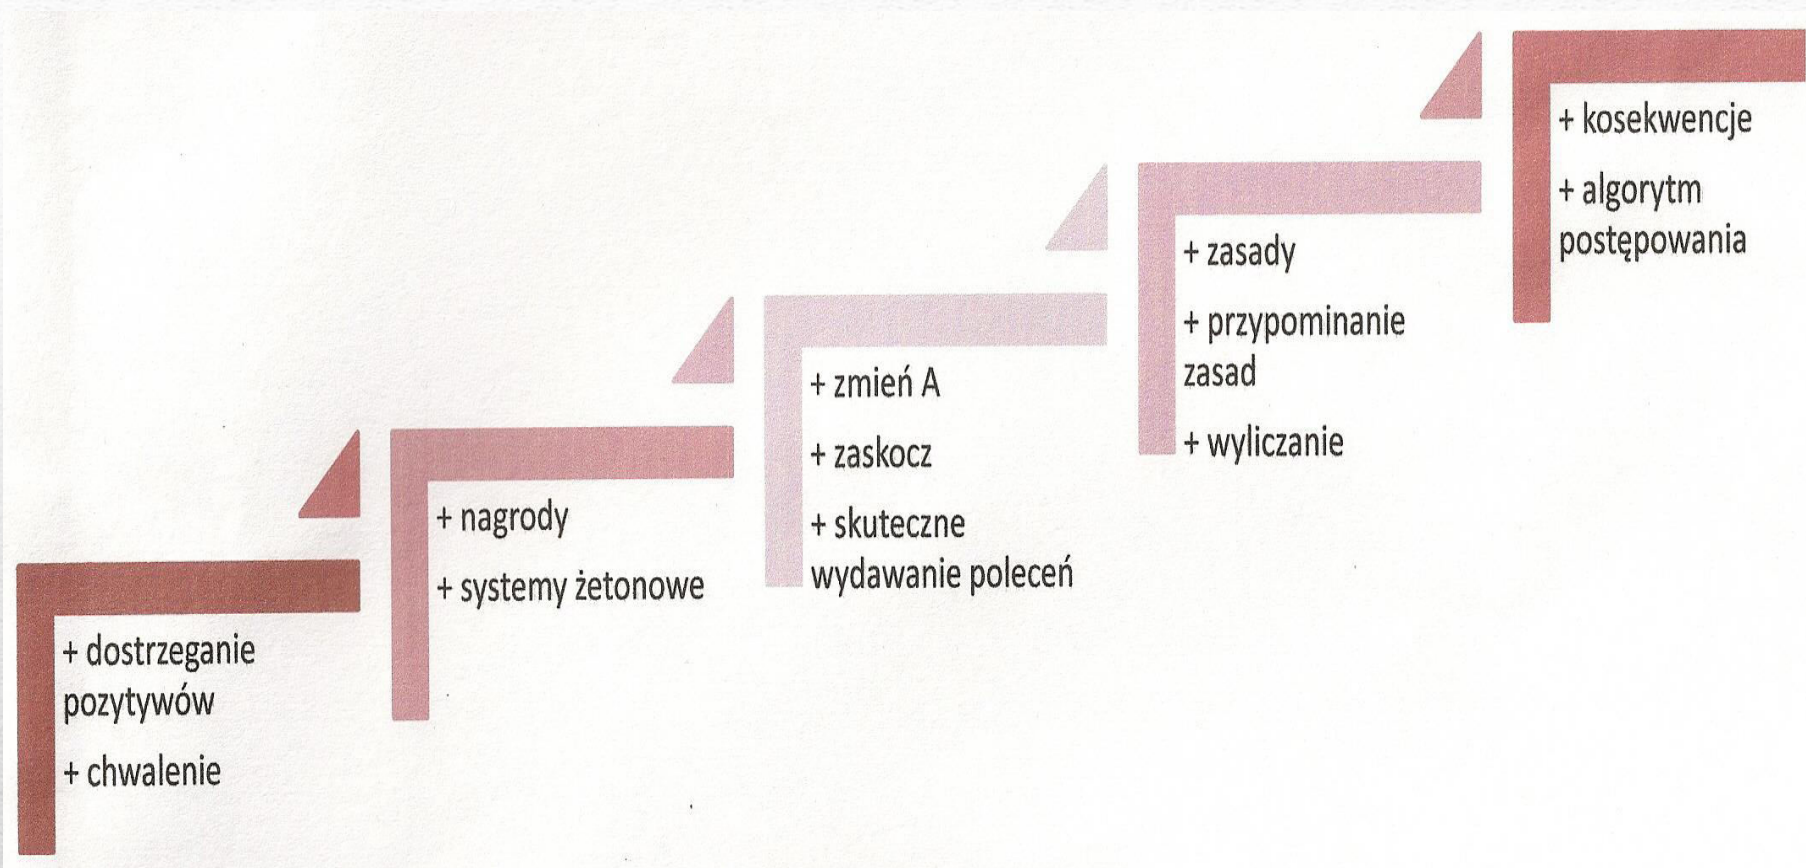 + dostrzeganie
pozytywów
+ chwalenie
+ nagrody
+ systemy żetonowe
+ zmień A
+ zaskocz
+ skuteczne
wydawanie poleceń
+ zasady
+ przypominanie
zasad
+ wyliczanie
+ kosekwencje
+ algorytm
postępowania